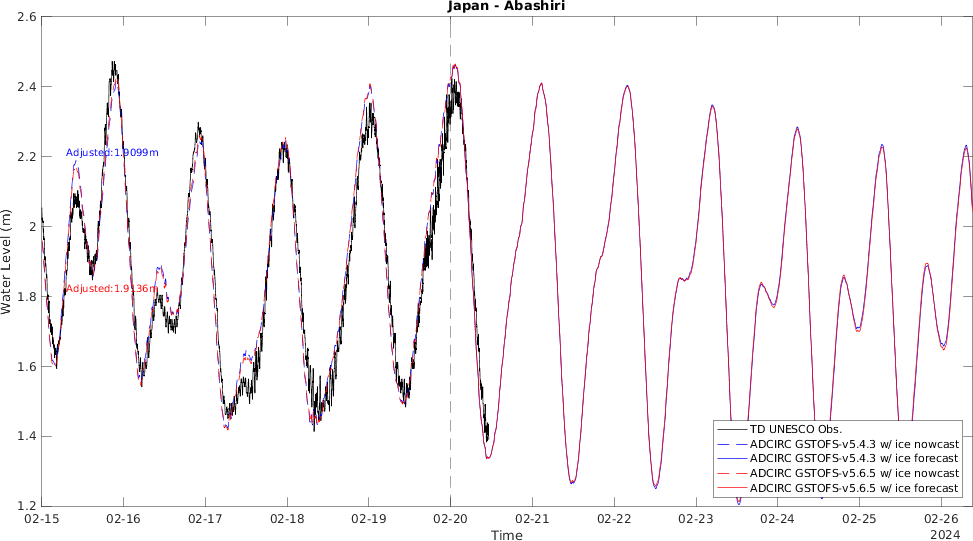 Japan - Abashiri
Water Level (m)
2.6
2.4
2.2
2
1.8
1.6
1.4
1.2
Adjusted:1.9099m
Adjusted:1.9136m
TD UNESCO Obs.
ADCIRC GSTOFS-v5.4.3 w/ ice nowcast
ADCIRC GSTOFS-v5.4.3 w/ ice forecast
ADCIRC GSTOFS-v5.6.5 w/ ice nowcast
ADCIRC GSTOFS-v5.6.5 w/ ice forecast
02-15 02-16 02-17 02-18 02-19 02-20 02-21 02-22 02-23 02-24 02-25 02-26
Time
2024